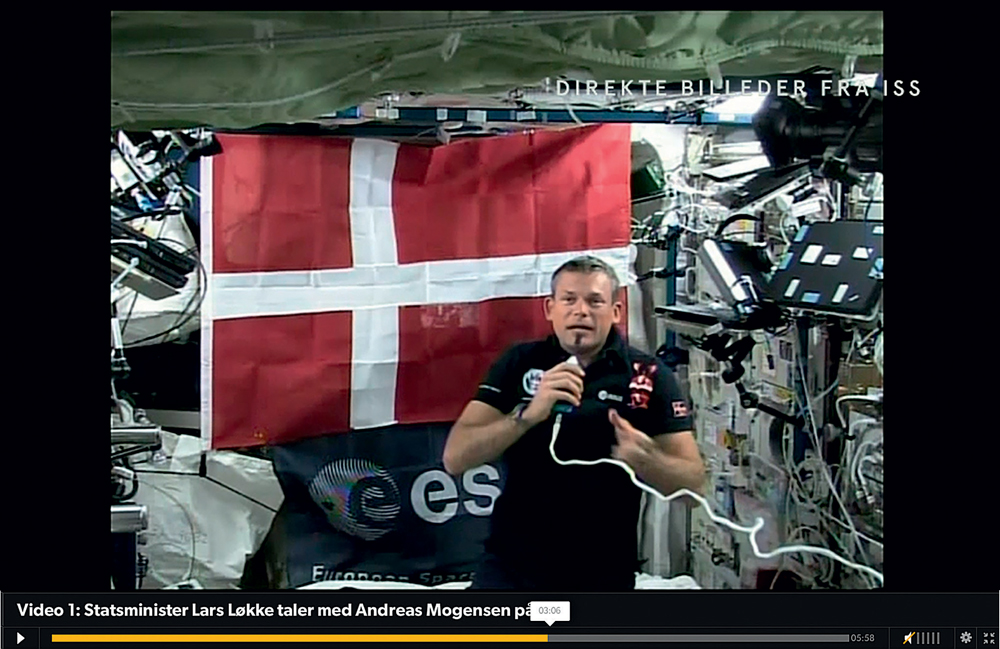 DIREKTE BILLEDER FRA ISS
es
European Space
Video 1: Statsminister Lars Løkke taler med Andreas Mogensen på
03:06
05:58